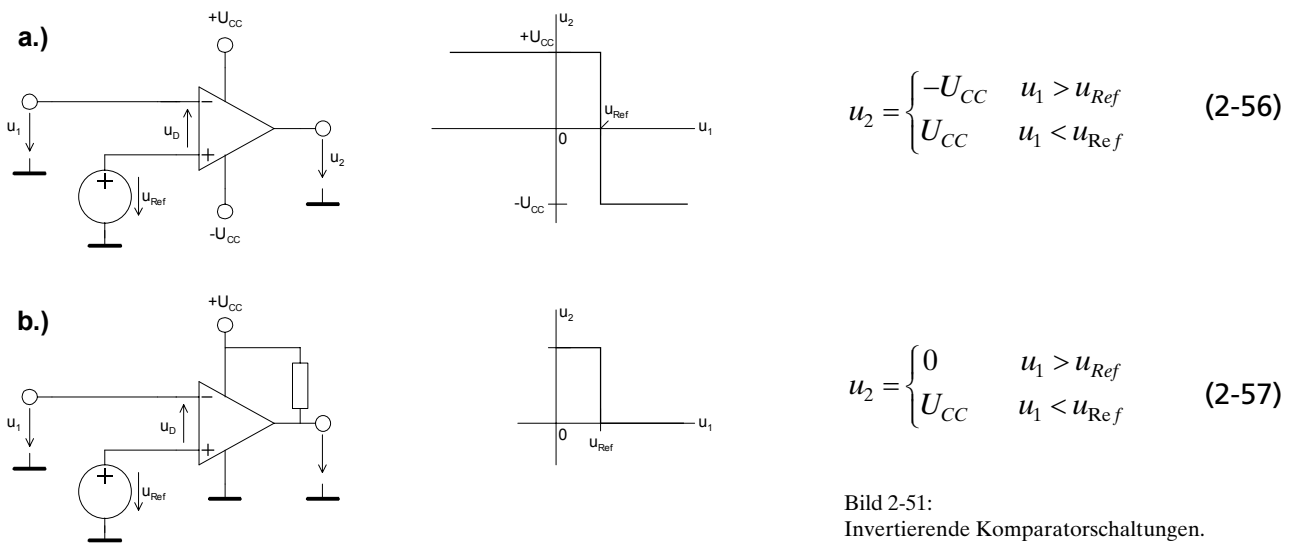 a.)
+U_CC
u_1
u_D
−
+
+
u_Ref
u_2
-U_CC
u_2
+U_CC
u_Ref
0
u_1
-U_CC
u_2 = { −U_CC   u_1 > u_Ref
U_CC   u_1 < u_Ref
(2-56)
b.)
+U_CC
u_1
u_D
−
+
+
u_Ref
u_2
0
u_Ref
u_1
u_2 = { 0   u_1 > u_Ref
U_CC   u_1 < u_Ref
(2-57)
Bild 2-51:
Invertierende Komparatorschaltungen.